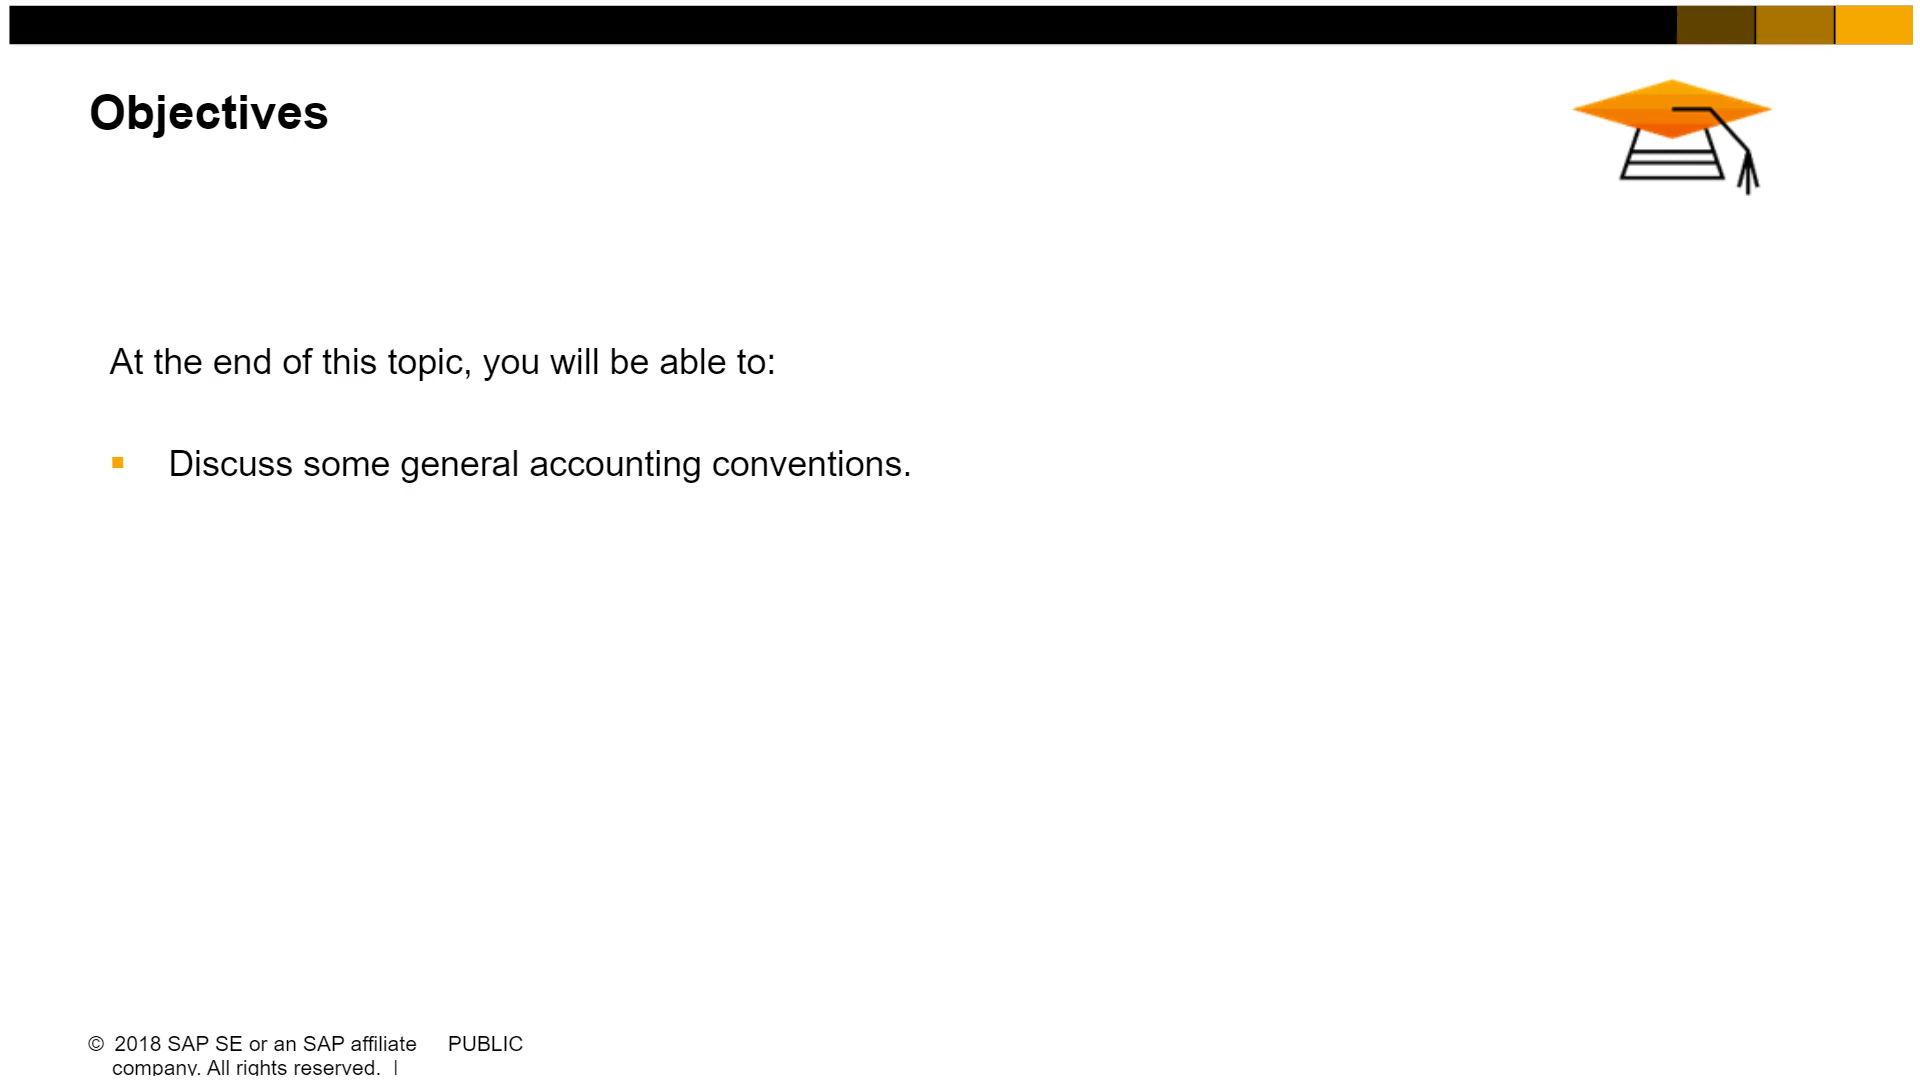 Objectives
At the end of this topic, you will be able to:
▪ Discuss some general accounting conventions.
© 2018 SAP SE or an SAP affiliate PUBLIC
company. All rights reserved. |